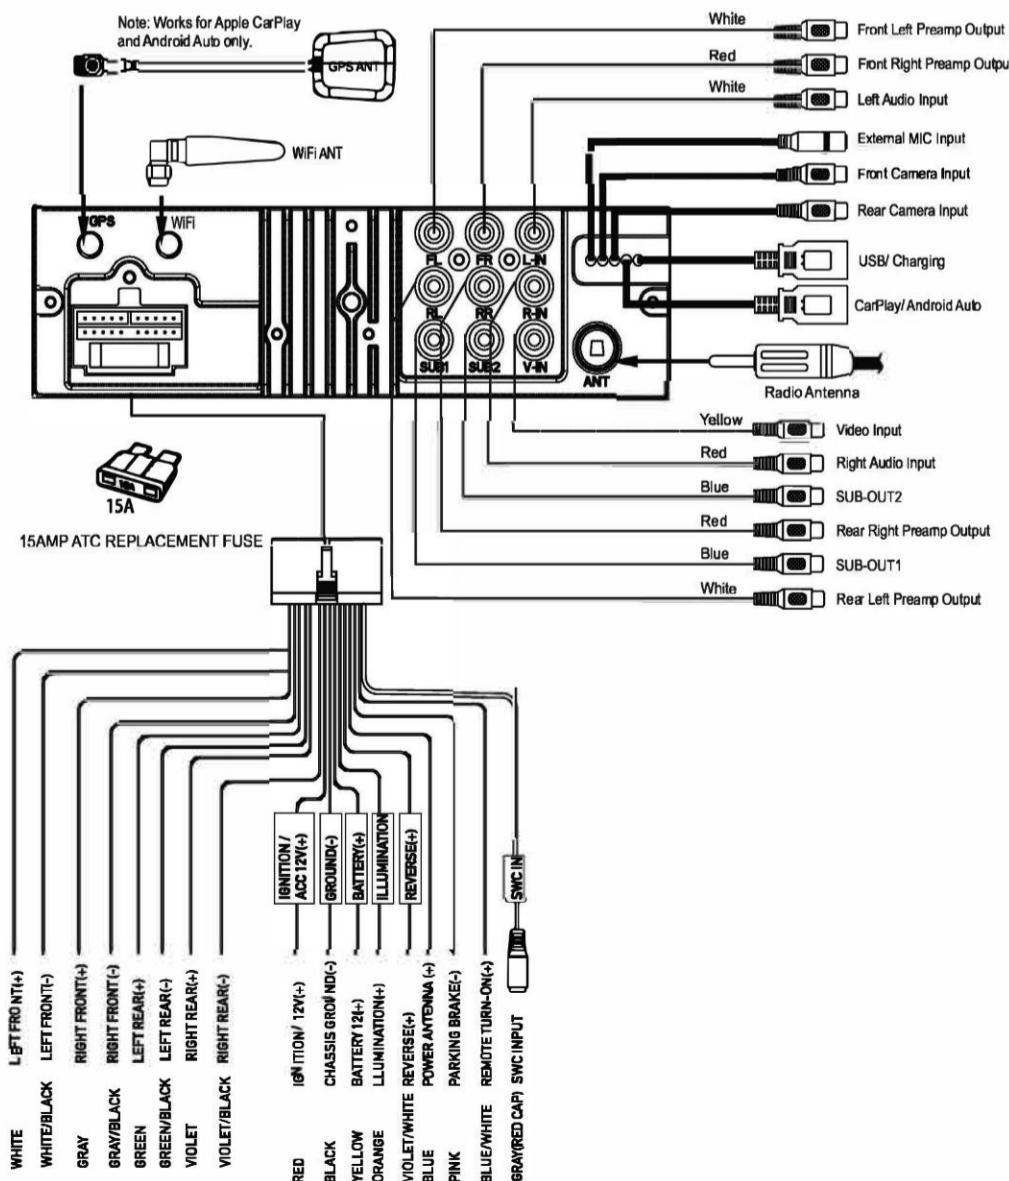 Note: Works for Apple CarPlay
and Android Auto only.
GPS ANT
WiFi ANT
White
Front Left Preamp Output
Red
Front Right Preamp Outpu
White
Left Audio Input
External MIC Input
Front Camera Input
Rear Camera Input
USB/ Charging
CarPlay/ Android Auto
Radio Antenna
GPS
WiFi
FL
FR
L-IN
RL
RR
R-IN
SUB1
SUB2
V-IN
ANT
Yellow
Video Input
Red
Right Audio Input
Blue
SUB-OUT2
Red
Rear Right Preamp Output
Blue
SUB-OUT1
White
Rear Left Preamp Output
15A
15AMP ATC REPLACEMENT FUSE
IGNITION /
ACC 12V(+)
GROUND(-)
BATTERY(+)
ILLUMINATION
REVERSE(+)
SWC IN
WHITE LEFT FRONT(+)
WHITE/BLACK LEFT FRONT(-)
GRAY RIGHT FRONT(+)
GRAY/BLACK RIGHT FRONT(-)
GREEN LEFT REAR(+)
GREEN/BLACK LEFT REAR(-)
VIOLET RIGHT REAR(+)
VIOLET/BLACK RIGHT REAR(-)
RED IGNITION/ 12V(+)
BLACK CHASSIS GROUND(-)
YELLOW BATTERY 12(+)
ORANGE LLUMINATION(+)
VIOLET/WHITE REVERSE(+)
BLUE POWER ANTENNA (+)
PINK PARKING BRAKE(-)
BLUE/WHITE REMOTE TURN-ON(+)
GRAY(RED CAP) SWC INPUT